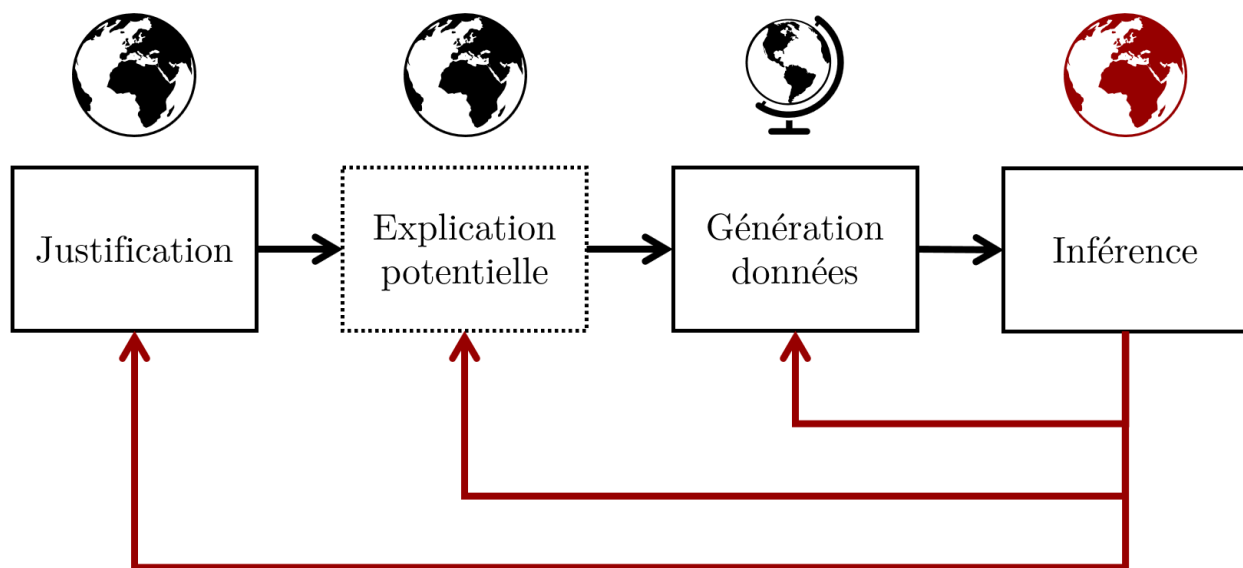 Justification
Explication
potentielle
Génération
données
Inférence